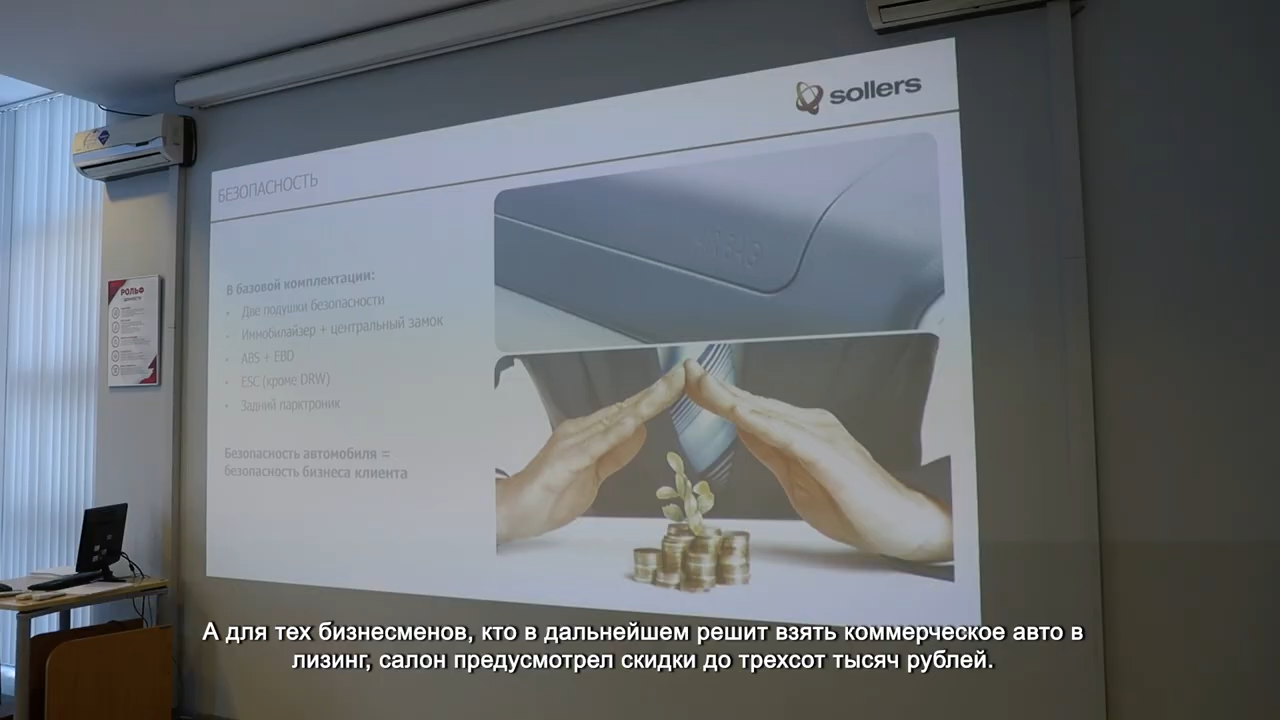 sollers
БЕЗОПАСНОСТЬ
В базовой комплектации:
• Две подушки безопасности
• Иммобилайзер + центральный замок
• ABS + EBD
• ESC (кроме DRW)
• Задний парктроник
Безопасность автомобиля =
безопасность бизнеса клиента
AIRBAG
РОЛЬФ
А для тех бизнесменов, кто в дальнейшем решит взять коммерческое авто в
лизинг, салон предусмотрел скидки до трехсот тысяч рублей.